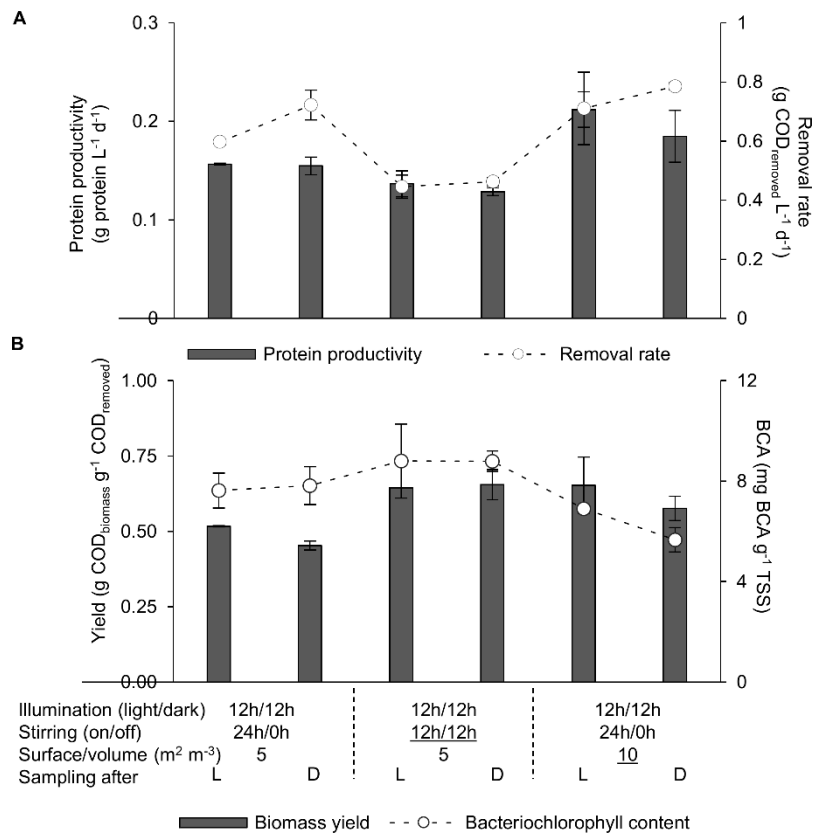 A
Protein productivity
(g protein L⁻¹ d⁻¹)
0.3
0.2
0.1
0
1
0.8
0.6
0.4
0.2
0
Removal rate
(g COD_removed L⁻¹ d⁻¹)
Protein productivity
Removal rate
B
Yield (g COD_biomass g⁻¹ COD_removed)
1.00
0.75
0.50
0.25
0.00
12
8
4
0
BCA (mg BCA g⁻¹ TSS)
Illumination (light/dark) 12h/12h 12h/12h 12h/12h
Stirring (on/off) 24h/0h 12h/12h 24h/0h
Surface/volume (m² m⁻³) 5 5 10
Sampling after L D L D L D
Biomass yield
Bacteriochlorophyll content